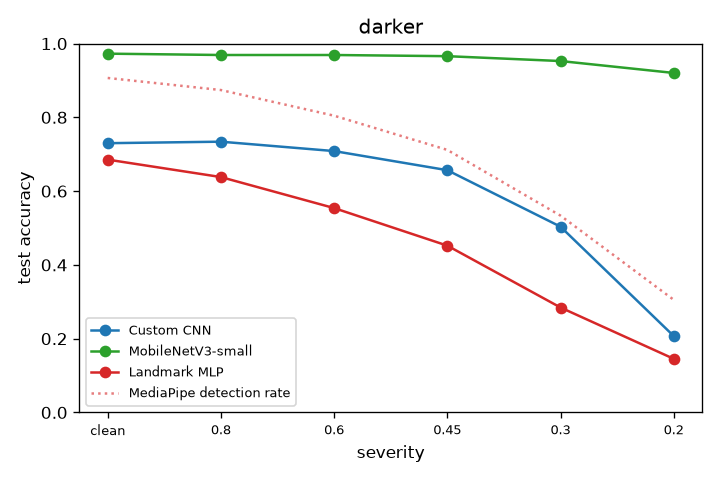 darker
1.0
0.8
0.6
0.4
0.2
0.0
test accuracy
Custom CNN
MobileNetV3-small
Landmark MLP
MediaPipe detection rate
clean 0.8 0.6 0.45 0.3 0.2
severity